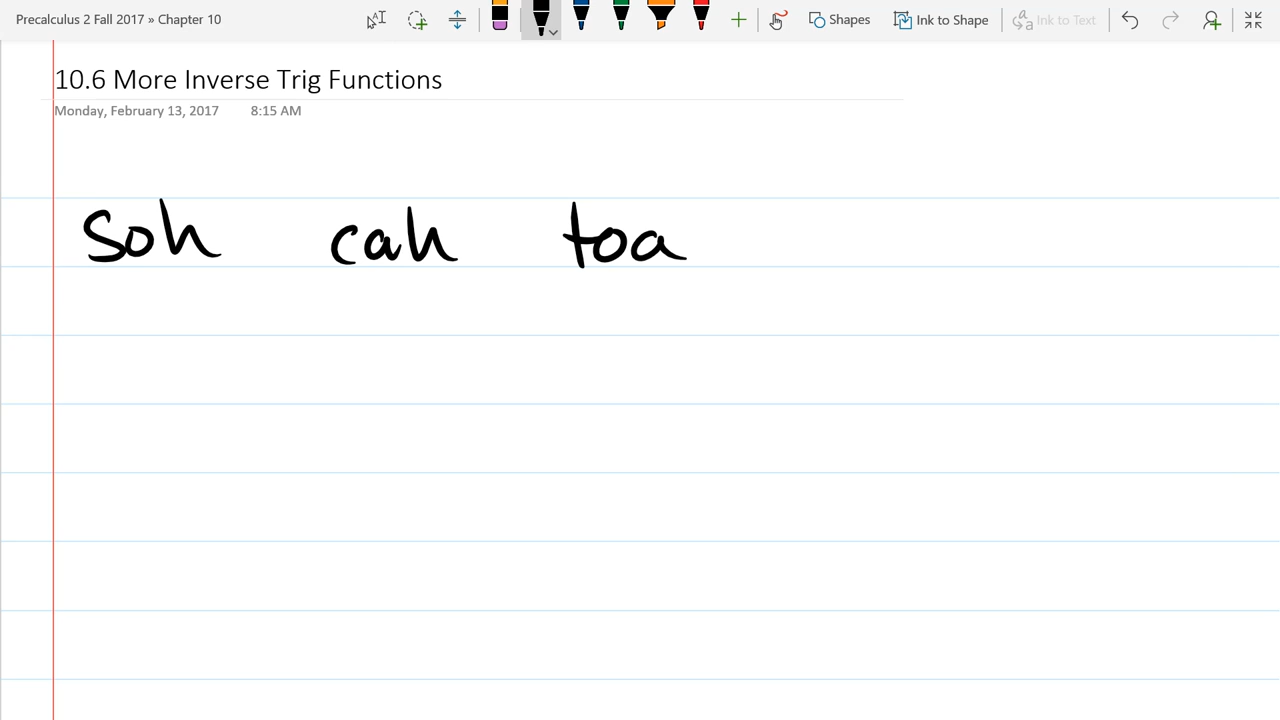 Precalculus 2 Fall 2017 » Chapter 10
Shapes
Ink to Shape
Ink to Text
10.6 More Inverse Trig Functions
Monday, February 13, 2017 8:15 AM
soh cah toa